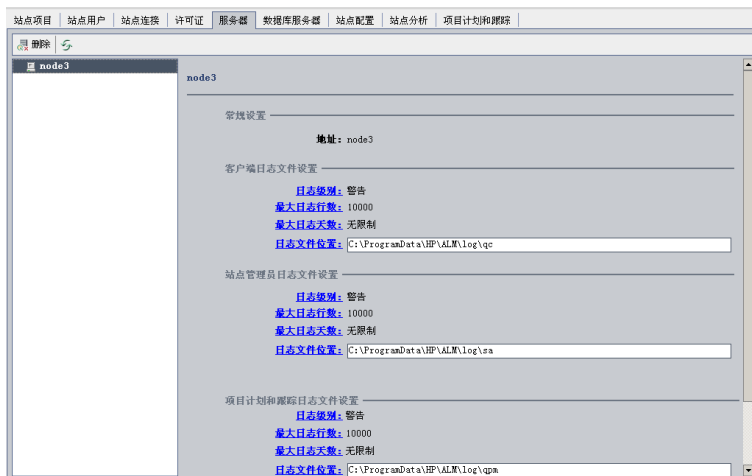 站点项目 站点用户 站点连接 许可证 服务器 数据库服务器 站点配置 站点分析 项目计划和跟踪
删除
node3
node3
常规设置
地址: node3
客户端日志文件设置
日志级别: 警告
最大日志行数: 10000
最大日志天数: 无限制
日志文件位置: C:\ProgramData\HP\ALM\log\qc
站点管理员日志文件设置
日志级别: 警告
最大日志行数: 10000
最大日志天数: 无限制
日志文件位置: C:\ProgramData\HP\ALM\log\sa
项目计划和跟踪日志文件设置
日志级别: 警告
最大日志行数: 10000
最大日志天数: 无限制
日志文件位置: C:\ProgramData\HP\ALM\log\qpm